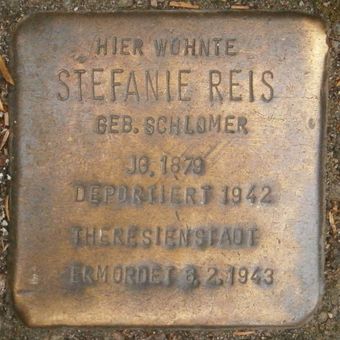 HIER WOHNTE
STEFANIE REIS
GEB. SCHLOMER
JG. 1879
DEPORTIERT 1942
THERESIENSTADT
ERMORDET 8.2.1943